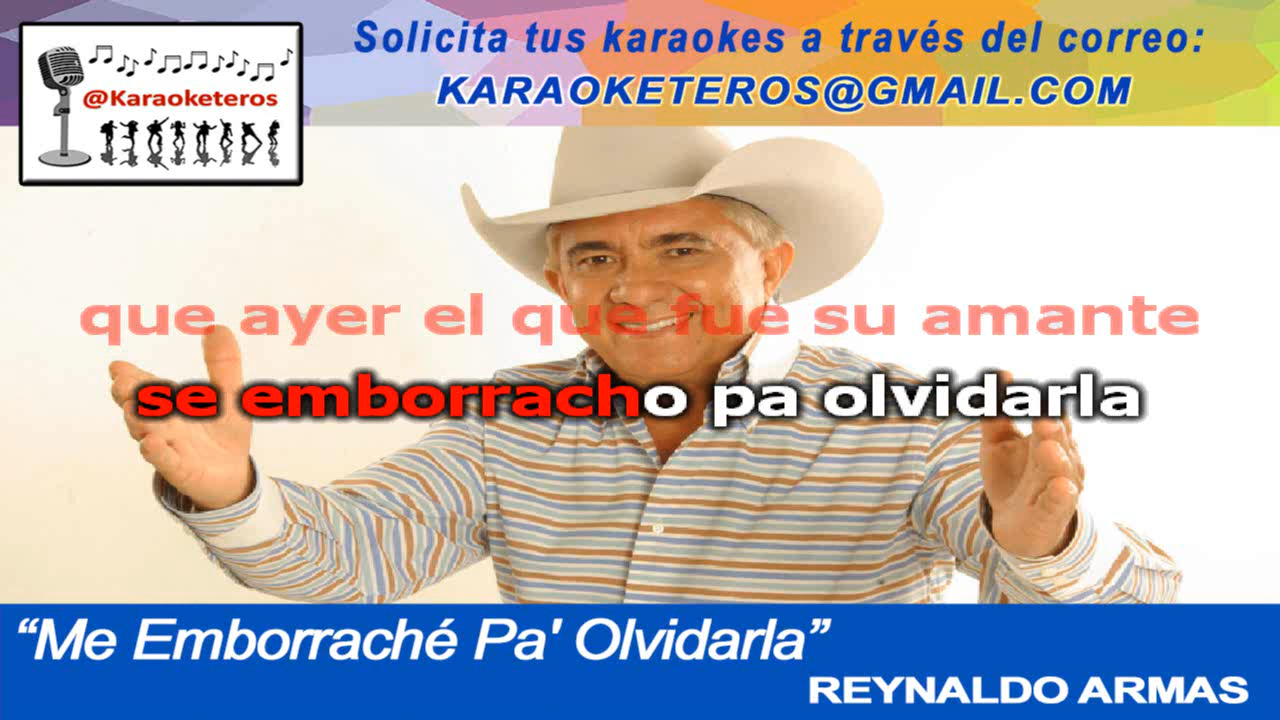 Solicita tus karaokes a través del correo:
KARAOKETEROS@GMAIL.COM
@Karaoketeros
que ayer el que fue su amante
se emborracho pa olvidarla
“Me Emborraché Pa' Olvidarla”
REYNALDO ARMAS